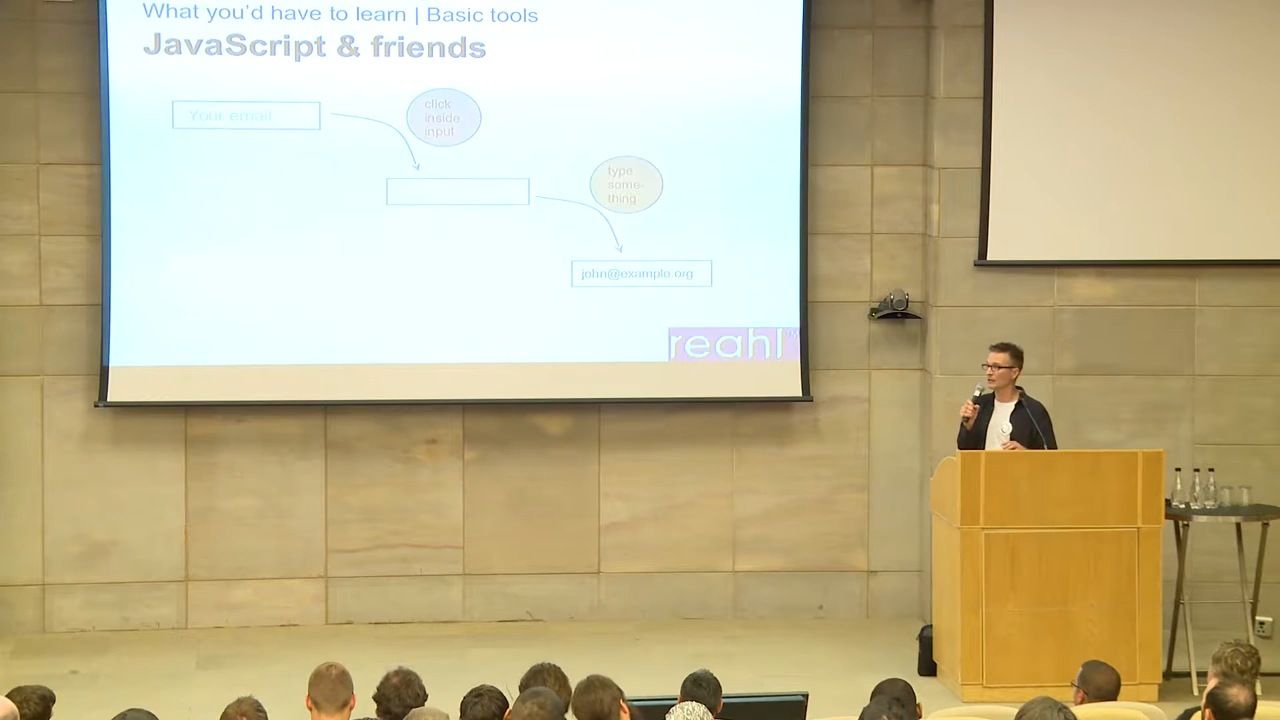 What you'd have to learn | Basic tools
JavaScript & friends
Your email
click
inside
input
type
some-
thing
john@example.org
reahl™